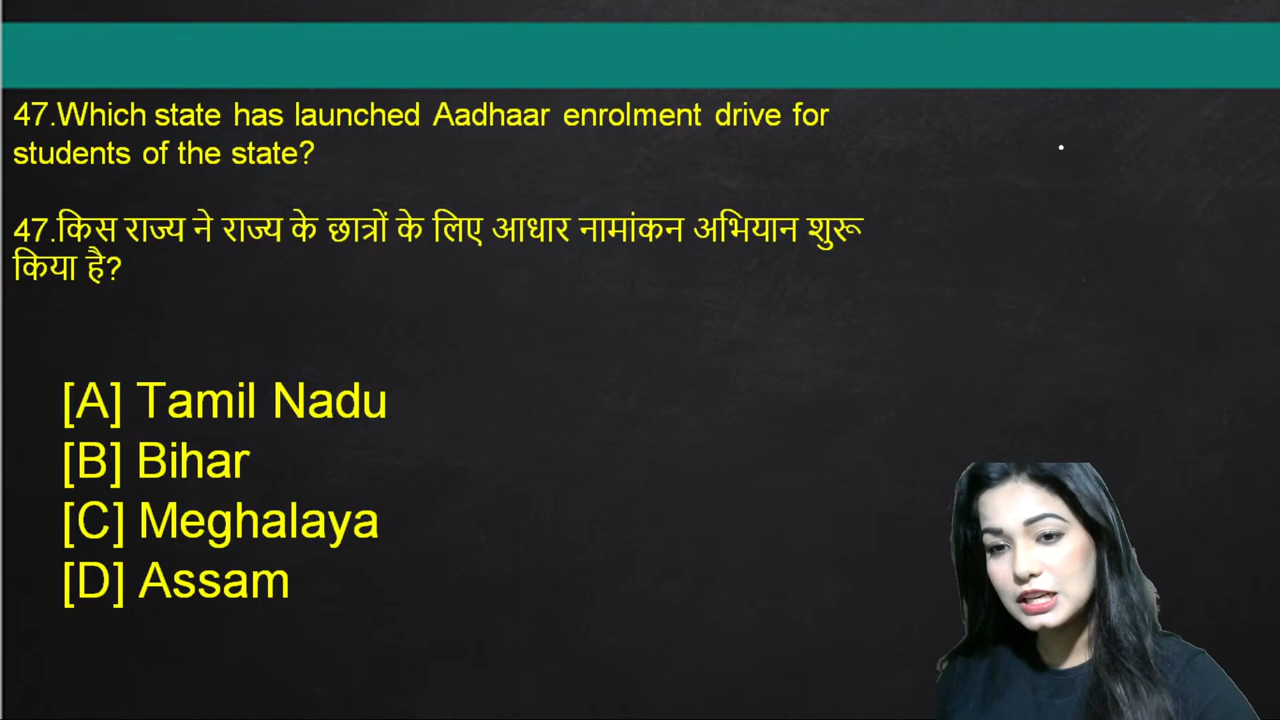 47.Which state has launched Aadhaar enrolment drive for
students of the state?
47.किस राज्य ने राज्य के छात्रों के लिए आधार नामांकन अभियान शुरू
किया है?
[A] Tamil Nadu
[B] Bihar
[C] Meghalaya
[D] Assam